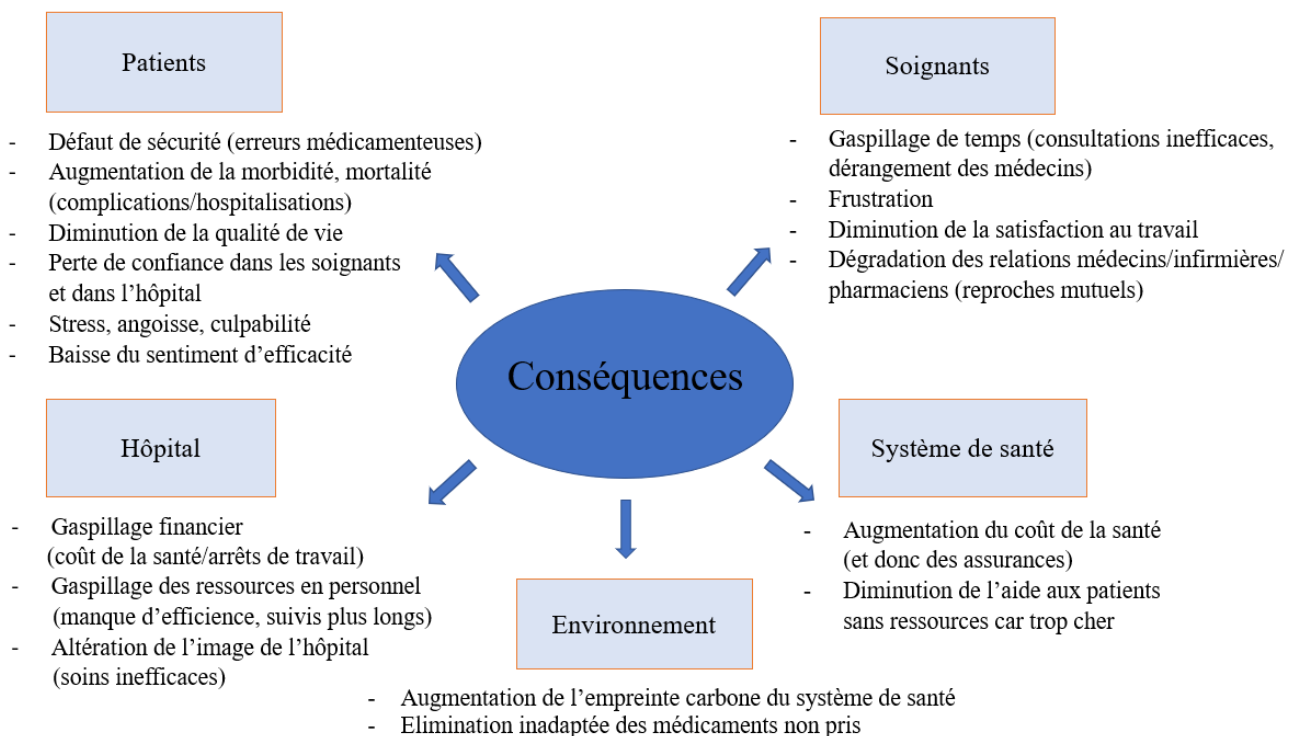 Patients
- Défaut de sécurité (erreurs médicamenteuses)
- Augmentation de la morbidité, mortalité
(complications/hospitalisations)
- Diminution de la qualité de vie
- Perte de confiance dans les soignants
et dans l’hôpital
- Stress, angoisse, culpabilité
- Baisse du sentiment d’efficacité
Soignants
- Gaspillage de temps (consultations inefficaces,
dérangement des médecins)
- Frustration
- Diminution de la satisfaction au travail
- Dégradation des relations médecins/infirmières/
pharmaciens (reproches mutuels)
Conséquences
Hôpital
- Gaspillage financier
(coût de la santé/arrêts de travail)
- Gaspillage des ressources en personnel
(manque d’efficience, suivis plus longs)
- Altération de l’image de l’hôpital
(soins inefficaces)
Système de santé
- Augmentation du coût de la santé
(et donc des assurances)
- Diminution de l’aide aux patients
sans ressources car trop cher
Environnement
- Augmentation de l’empreinte carbone du système de santé
- Elimination inadaptée des médicaments non pris